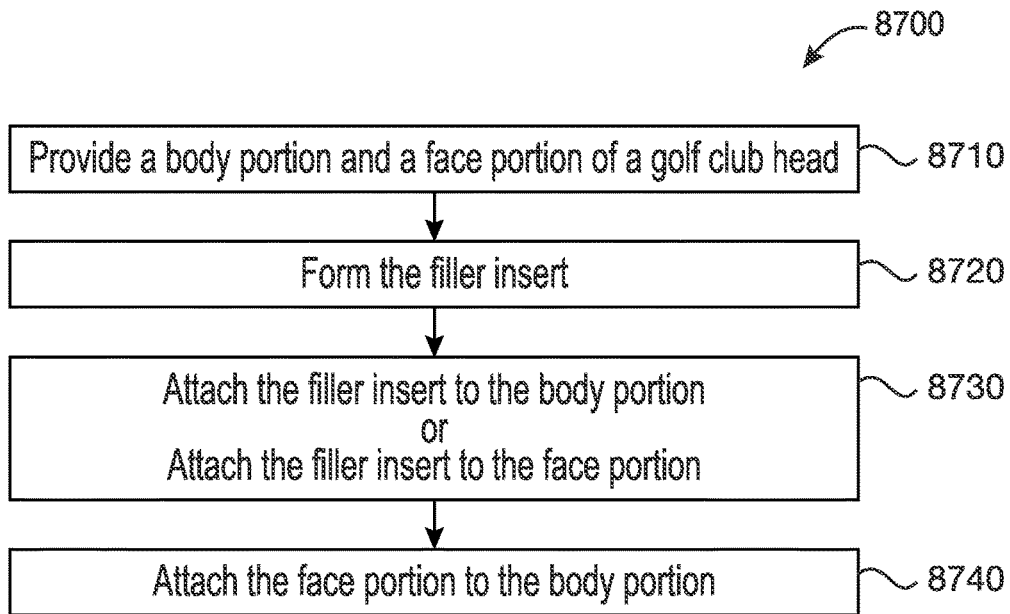 8700
Provide a body portion and a face portion of a golf club head
8710
Form the filler insert
8720
Attach the filler insert to the body portion
or
Attach the filler insert to the face portion
8730
Attach the face portion to the body portion
8740